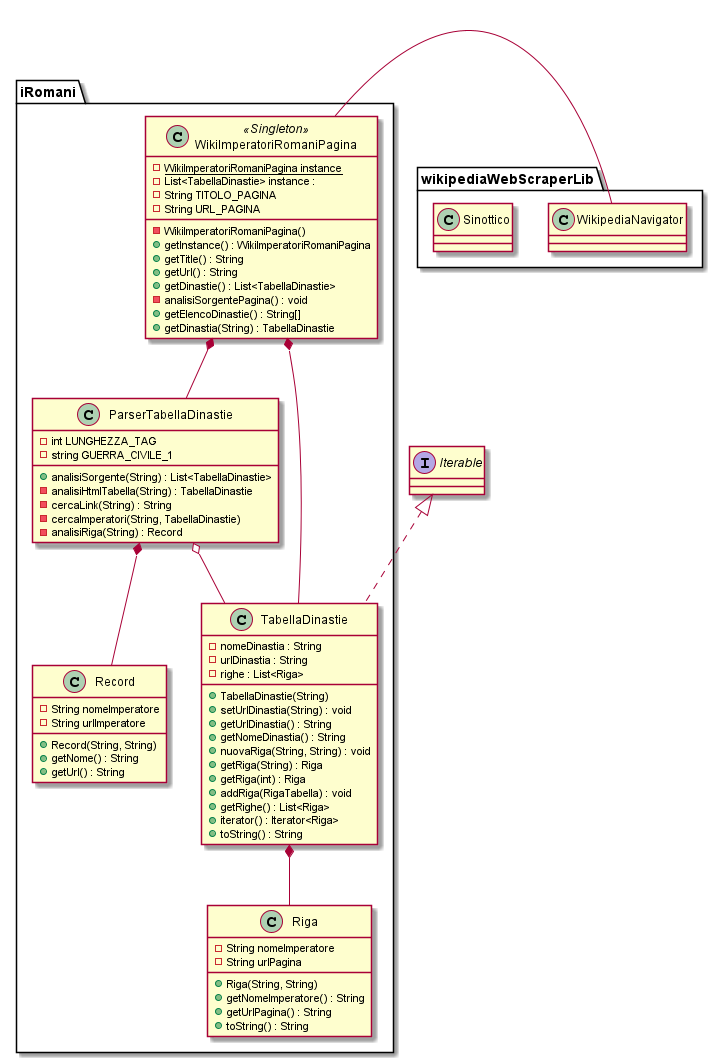 iRomani
C
«Singleton»
WikiImperatoriRomaniPagina
WikiImperatoriRomaniPagina instance
List<TabellaDinastie> instance :
String TITOLO_PAGINA
String URL_PAGINA
WikiImperatoriRomaniPagina()
getInstance() : WikiImperatoriRomaniPagina
getTitle() : String
getUrl() : String
getDinastie() : List<TabellaDinastie>
analisiSorgentePagina() : void
getElencoDinastie() : String[]
getDinastia(String) : TabellaDinastie
wikipediaWebScraperLib
C Sinottico
C WikipediaNavigator
C ParserTabellaDinastie
int LUNGHEZZA_TAG
string GUERRA_CIVILE_1
analisiSorgente(String) : List<TabellaDinastie>
analisiHtmlTabella(String) : TabellaDinastie
cercaLink(String) : String
cercaImperatori(String, TabellaDinastie)
analisiRiga(String) : Record
I Iterable
C TabellaDinastie
nomeDinastia : String
urlDinastia : String
righe : List<Riga>
TabellaDinastie(String)
setUrlDinastia(String) : void
getUrlDinastia() : String
getNomeDinastia() : String
nuovaRiga(String, String) : void
getRiga(String) : Riga
getRiga(int) : Riga
addRiga(RigaTabella) : void
getRighe() : List<Riga>
iterator() : Iterator<Riga>
toString() : String
C Record
String nomeImperatore
String urlImperatore
Record(String, String)
getNome() : String
getUrl() : String
C Riga
String nomeImperatore
String urlPagina
Riga(String, String)
getNomeImperatore() : String
getUrlPagina() : String
toString() : String